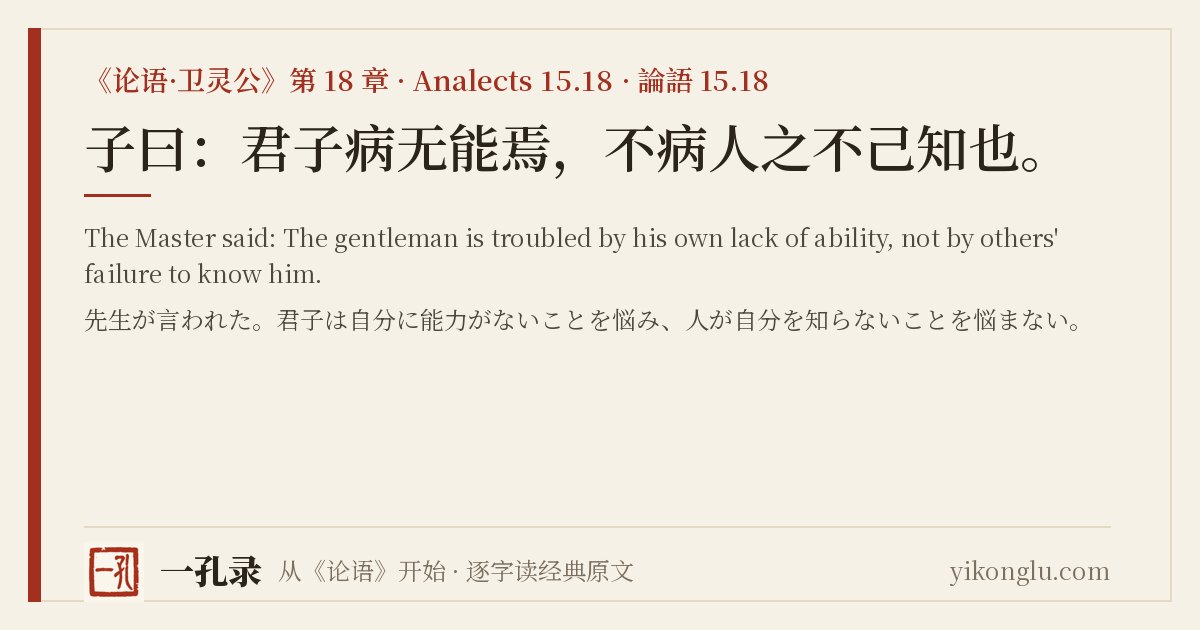 《论语·卫灵公》第 18 章 · Analects 15.18 · 論語 15.18
子曰：君子病无能焉，不病人之不己知也。
The Master said: The gentleman is troubled by his own lack of ability, not by others'
failure to know him.
先生が言われた。君子は自分に能力がないことを悩み、人が自分を知らないことを悩まない。
一孔
一孔录 从《论语》开始 · 逐字读经典原文 yikonglu.com